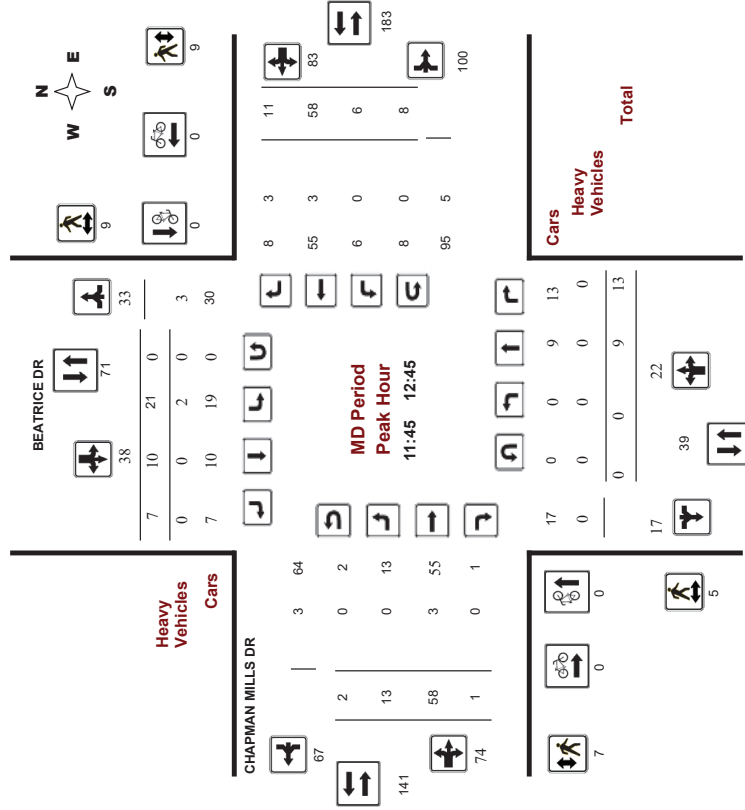 N
W E
S
183
9
83
100
9
0
0
BEATRICE DR
71
38
33
7 10 21 0
0 0 2 0 3
7 10 19 0 30
8 3 11
55 3 58
6 0 6
8 0 8
95 5
Heavy
Vehicles
Cars
CHAPMAN MILLS DR
MD Period
Peak Hour
11:45 12:45
3 64
2 0 2
13 0 13
58 3 55
1 0 1
67
141
74
Cars
Heavy
Vehicles
Total
17 0 0 9 13
0 0 0 0 0
0 0 9 13
17
22
39
0
0
7
5